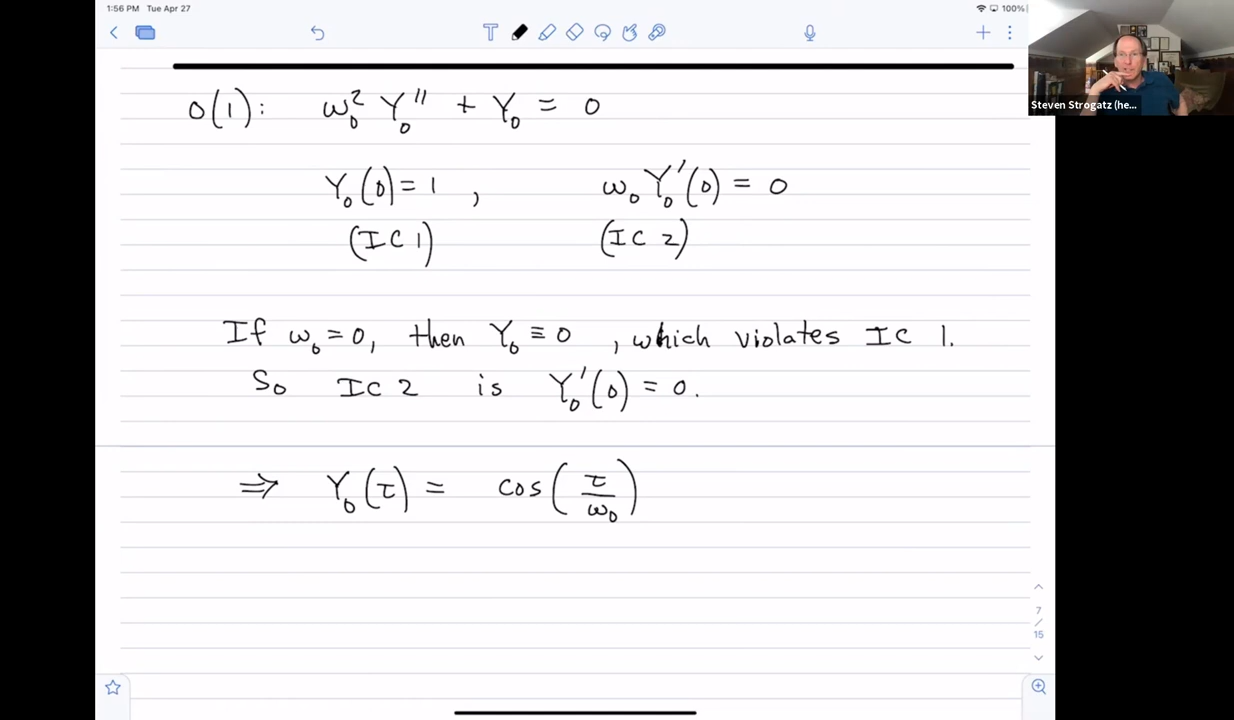 1:56 PM Tue Apr 27
100%
T
Steven Strogatz (he...
O(1): ω₀² Y₀'' + Y₀ = 0
Y₀(0) = 1 , ω₀ Y₀'(0) = 0
(IC 1) (IC 2)
If ω₀ = 0, then Y₀ ≡ 0 , which violates IC 1.
So IC 2 is Y₀'(0) = 0.
⇒ Y₀(τ) = cos(τ/ω₀)
7
/
15